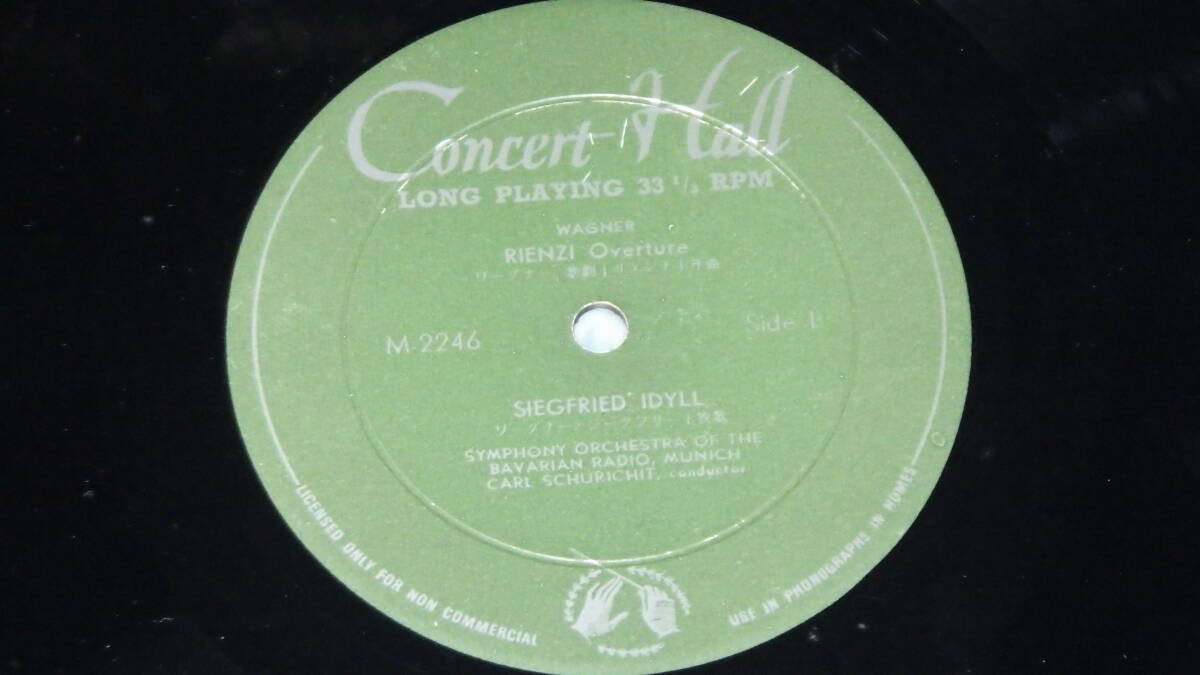 Concert-Hall
LONG PLAYING 33 1/3 RPM
WAGNER
RIENZI Overture
M-2246
Side B
SIEGFRIED' IDYLL
SYMPHONY ORCHESTRA OF THE
BAVARIAN RADIO, MUNICH
CARL SCHURICHIT, conductor
LICENSED ONLY FOR NON COMMERCIAL
USE IN PHONOGRAPHS IN HOMES